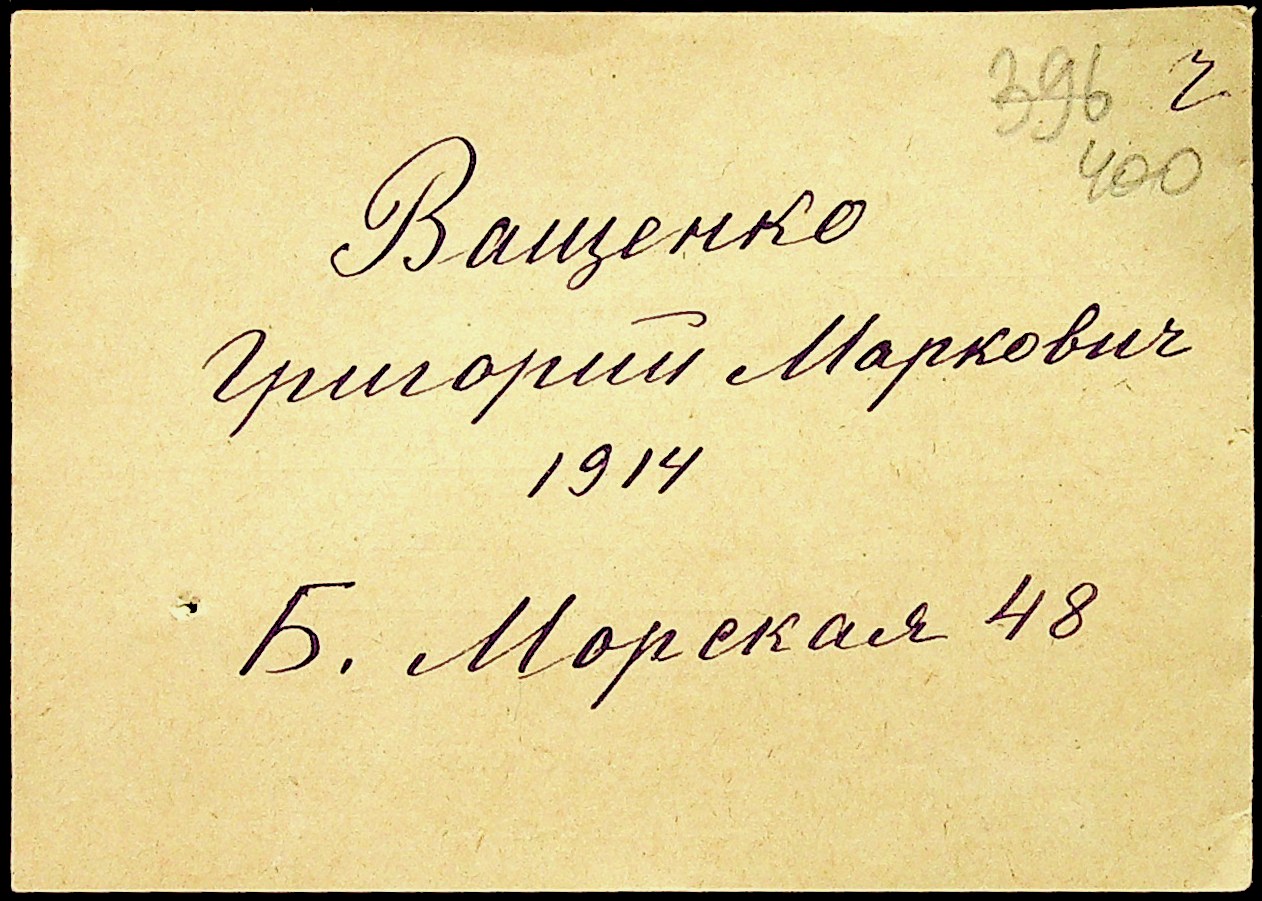 396 ч
400
Ващенко
Григорий Маркович
1914
Б. Морская 48